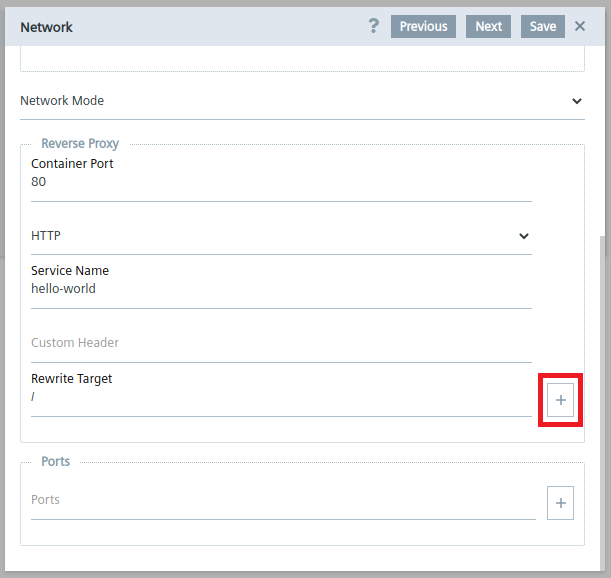 Network
?
Previous
Next
Save
×
Network Mode
Reverse Proxy
Container Port
80
HTTP
Service Name
hello-world
Custom Header
Rewrite Target
/
+
Ports
Ports
+